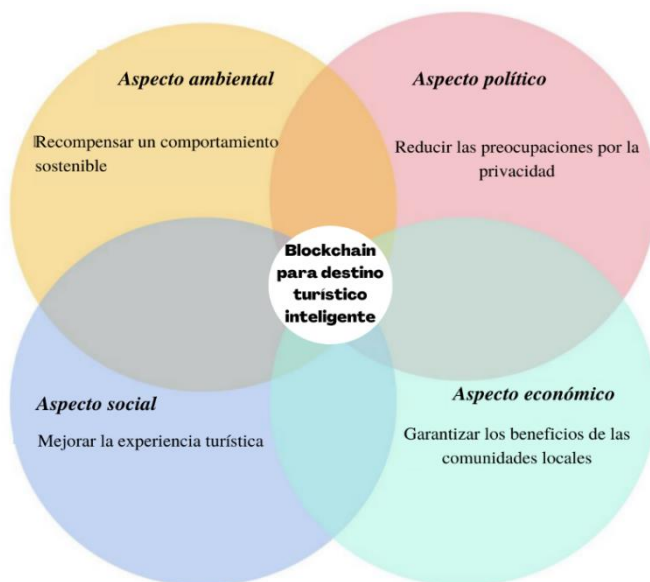 Aspecto ambiental
Recompensar un comportamiento
sostenible
Aspecto político
Reducir las preocupaciones por la
privacidad
Blockchain
para destino
turístico
inteligente
Aspecto social
Mejorar la experiencia turística
Aspecto económico
Garantizar los beneficios de las
comunidades locales